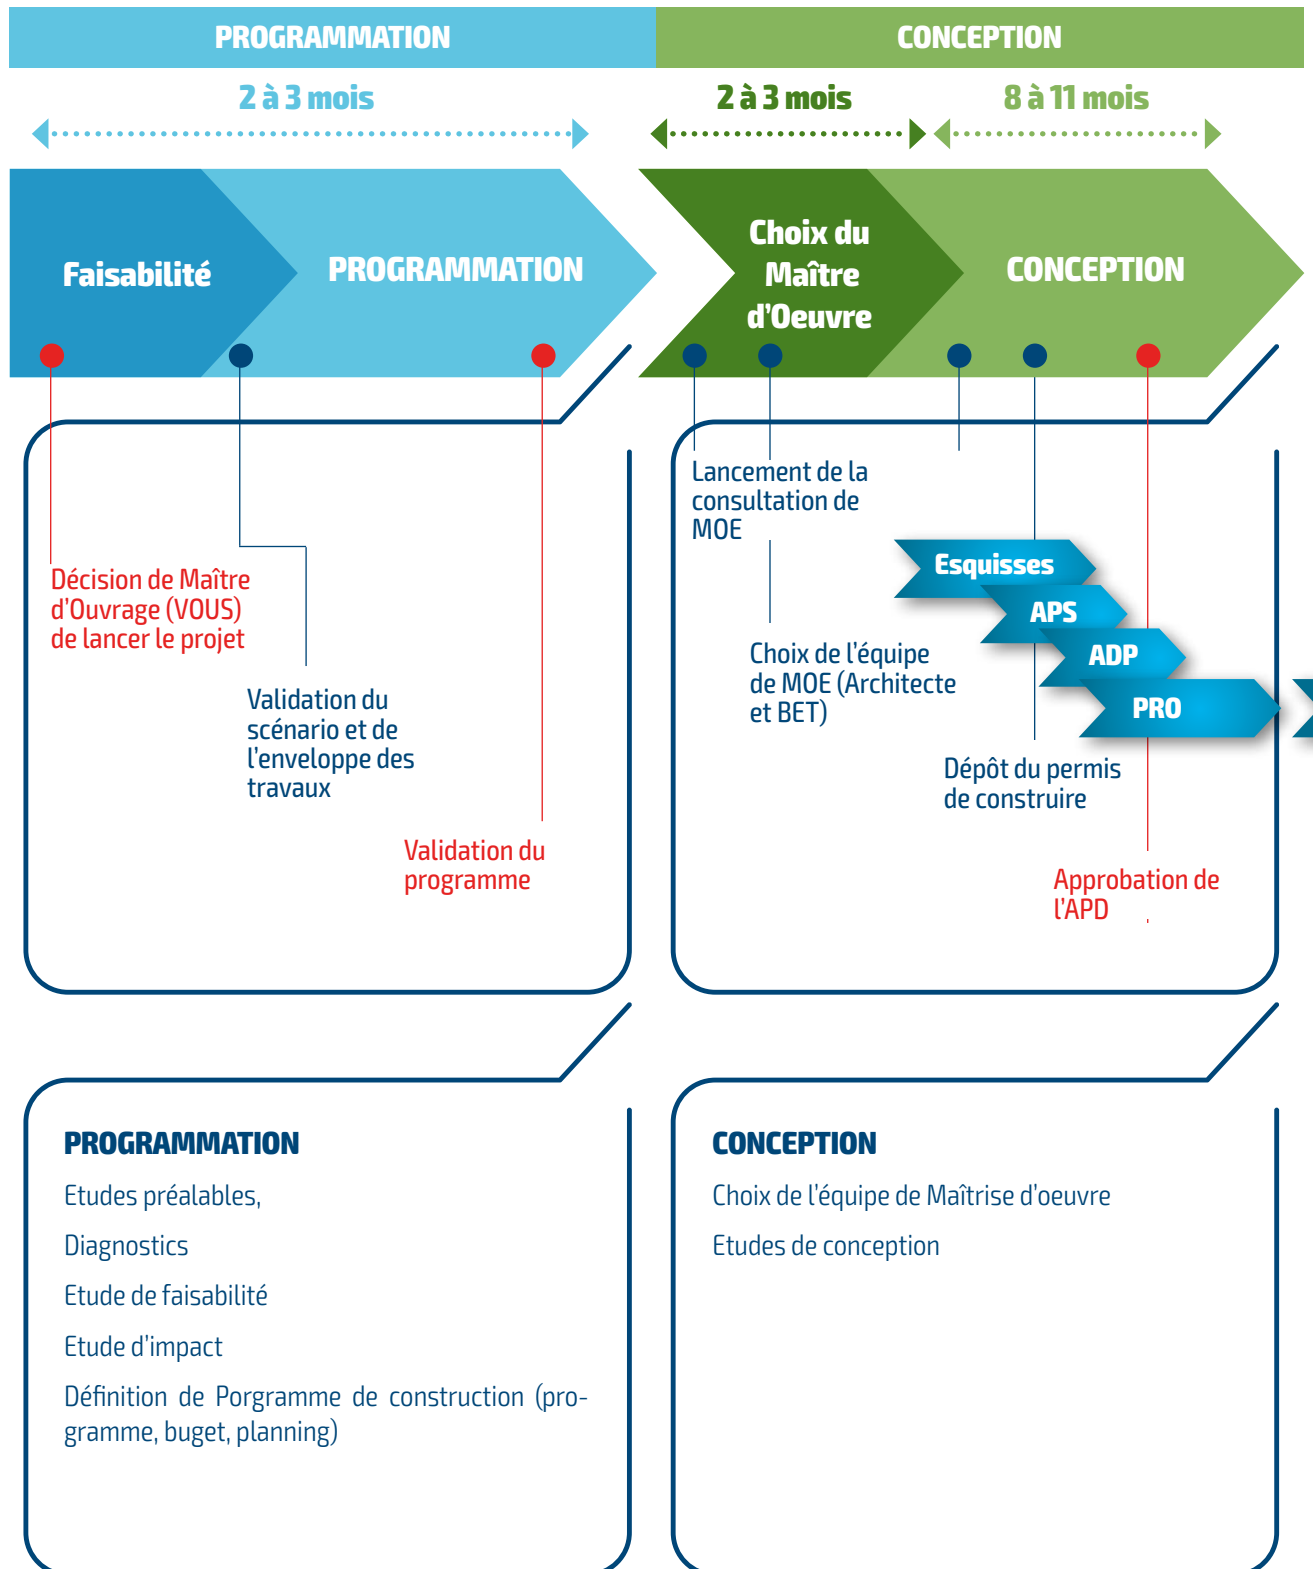 PROGRAMMATION
CONCEPTION
2 à 3 mois
2 à 3 mois
8 à 11 mois
Faisabilité
PROGRAMMATION
Choix du
Maître
d'Oeuvre
CONCEPTION
Décision de Maître
d'Ouvrage (VOUS)
de lancer le projet
Validation du
scénario et de
l'enveloppe des
travaux
Validation du
programme
Lancement de la
consultation de
MOE
Choix de l'équipe
de MOE (Architecte
et BET)
Esquisses
APS
ADP
PRO
Dépôt du permis
de construire
Approbation de
l'APD
PROGRAMMATION
Etudes préalables,
Diagnostics
Etude de faisabilité
Etude d'impact
Définition de Porgramme de construction (pro-
gramme, buget, planning)
CONCEPTION
Choix de l'équipe de Maîtrise d'oeuvre
Etudes de conception